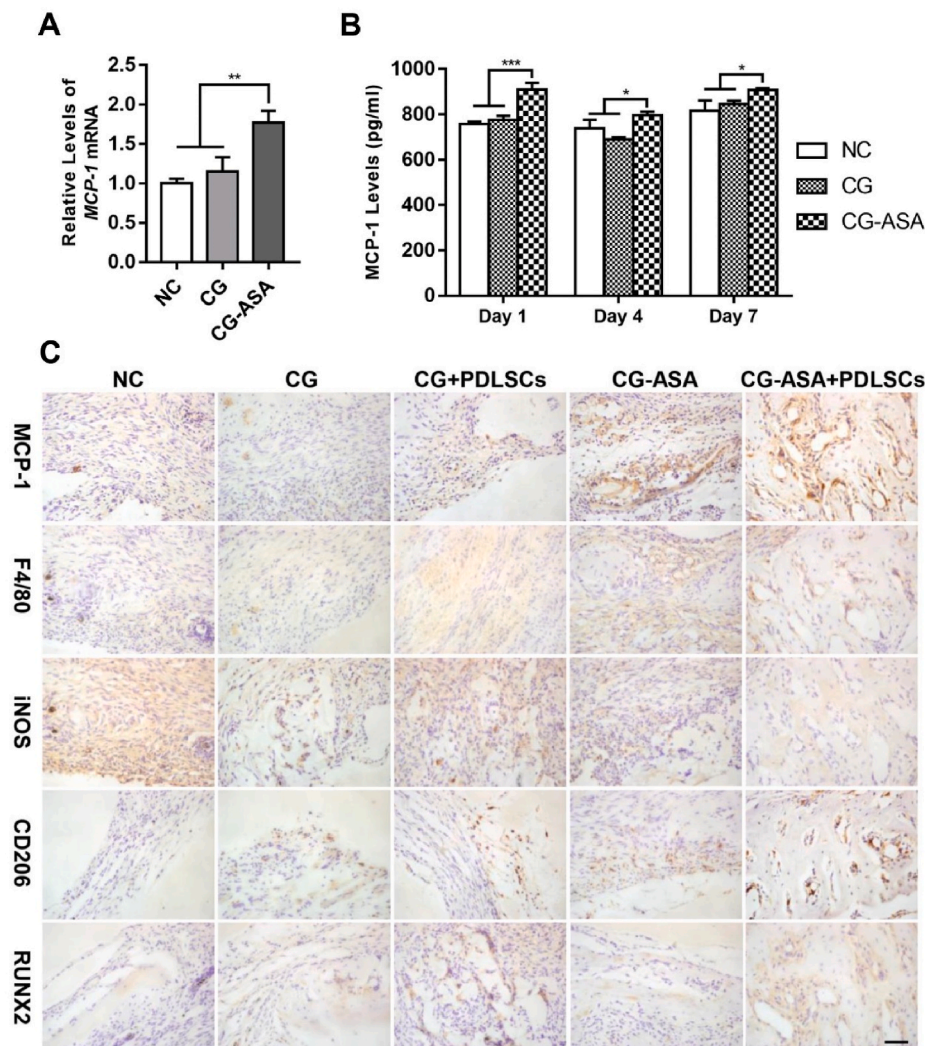 A
Relative Levels of
MCP-1 mRNA
2.5
2.0
1.5
1.0
0.5
0.0
**
NC
CG
CG-ASA
B
MCP-1 Levels (pg/ml)
1000
800
600
400
200
0
***
*
*
Day 1
Day 4
Day 7
NC
CG
CG-ASA
C
NC
CG
CG+PDLSCs
CG-ASA
CG-ASA+PDLSCs
MCP-1
F4/80
iNOS
CD206
RUNX2